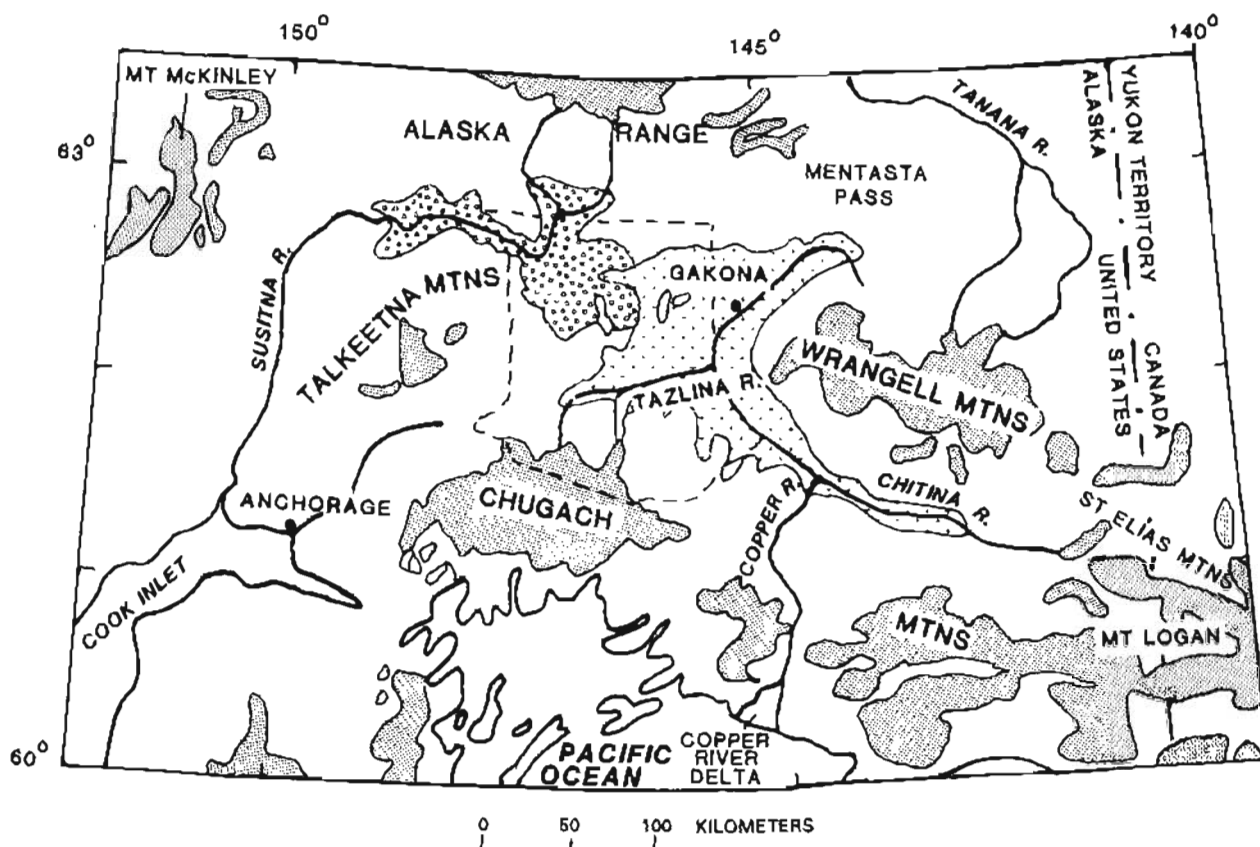 150°
145°
140°
MT McKINLEY
ALASKA RANGE
TANANA R.
YUKON TERRITORY
ALASKA
63°
MENTASTA
PASS
GAKONA
SUSITNA R.
TALKEETNA MTNS
UNITED STATES
CANADA
WRANGELL MTNS
TAZLINA R.
ANCHORAGE
CHUGACH
COPPER R.
CHITINA R.
ST ELIAS MTNS
COOK INLET
MTNS
MT LOGAN
60°
PACIFIC
OCEAN
COPPER
RIVER
DELTA
0 50 100 KILOMETERS